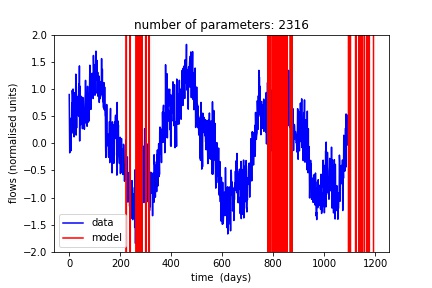 number of parameters: 2316
flows (normalised units)
2.0
1.5
1.0
0.5
0.0
−0.5
−1.0
−1.5
−2.0
data
model
0 200 400 600 800 1000 1200
time (days)